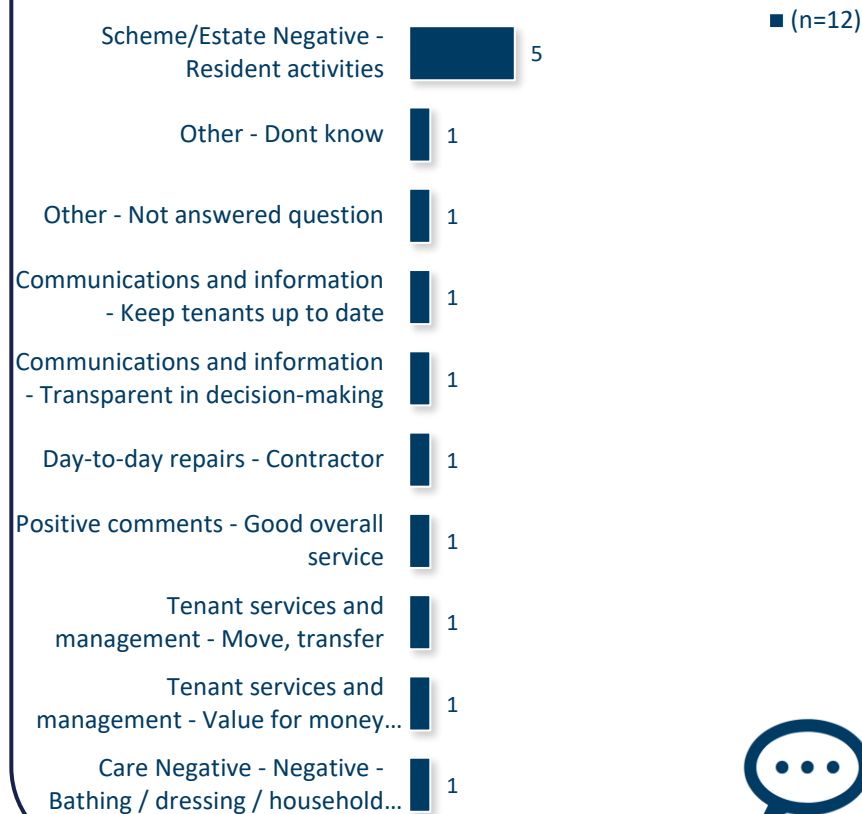 (n=12)
Scheme/Estate Negative -
Resident activities
5
Other - Dont know
1
Other - Not answered question
1
Communications and information
- Keep tenants up to date
1
Communications and information
- Transparent in decision-making
1
Day-to-day repairs - Contractor
1
Positive comments - Good overall
service
1
Tenant services and
management - Move, transfer
1
Tenant services and
management - Value for money…
1
Care Negative - Negative -
Bathing / dressing / household…
1